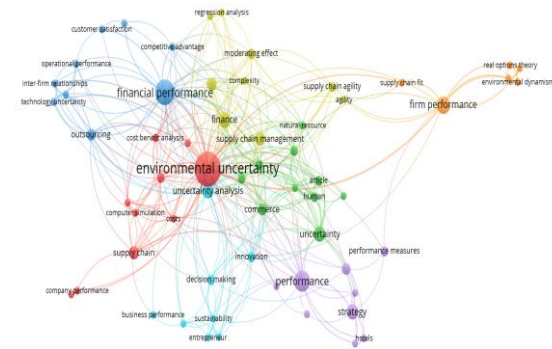 regression analysis
customer satisfaction
competitive advantage
moderating effect
operational performance
real options theory
inter-firm relationships
complexity
supply chain fit
environmental dynamism
financial performance
supply chain agility
technology uncertainty
agility
firm performance
finance
natural resource
outsourcing
cost benefit analysis
supply chain management
environmental uncertainty
article
uncertainty analysis
human
computer simulation
commerce
costs
uncertainty
supply chain
innovation
performance measures
decision making
performance
company performance
business performance
sustainability
strategy
entrepreneur
hotels